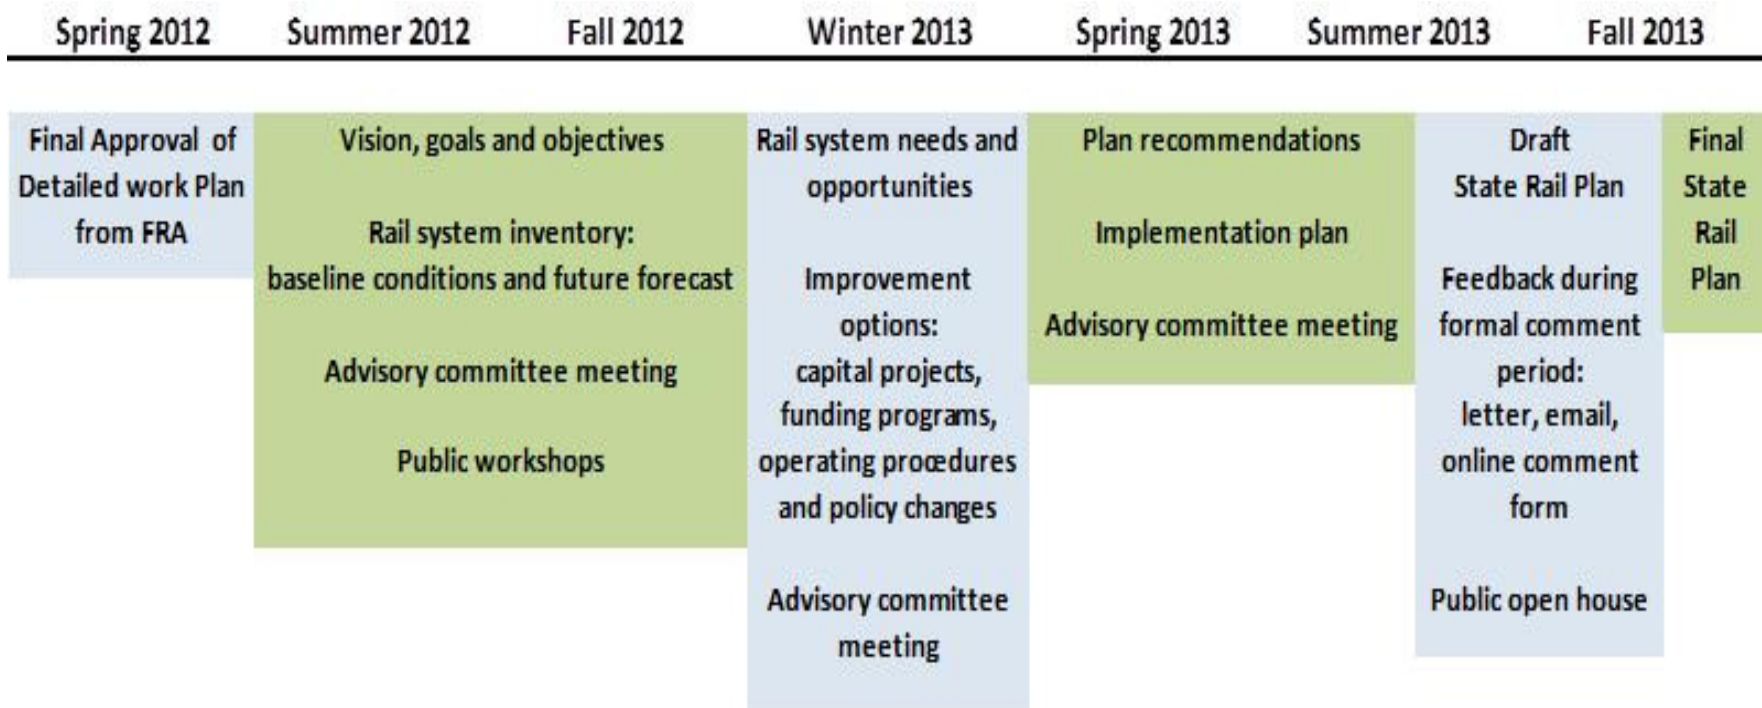 Spring 2012 Summer 2012 Fall 2012 Winter 2013 Spring 2013 Summer 2013 Fall 2013
Final Approval of
Detailed work Plan
from FRA
Vision, goals and objectives
Rail system inventory:
baseline conditions and future forecast
Advisory committee meeting
Public workshops
Rail system needs and
opportunities
Improvement
options:
capital projects,
funding programs,
operating procedures
and policy changes
Advisory committee
meeting
Plan recommendations
Implementation plan
Advisory committee meeting
Draft
State Rail Plan
Feedback during
formal comment
period:
letter, email,
online comment
form
Public open house
Final
State
Rail
Plan